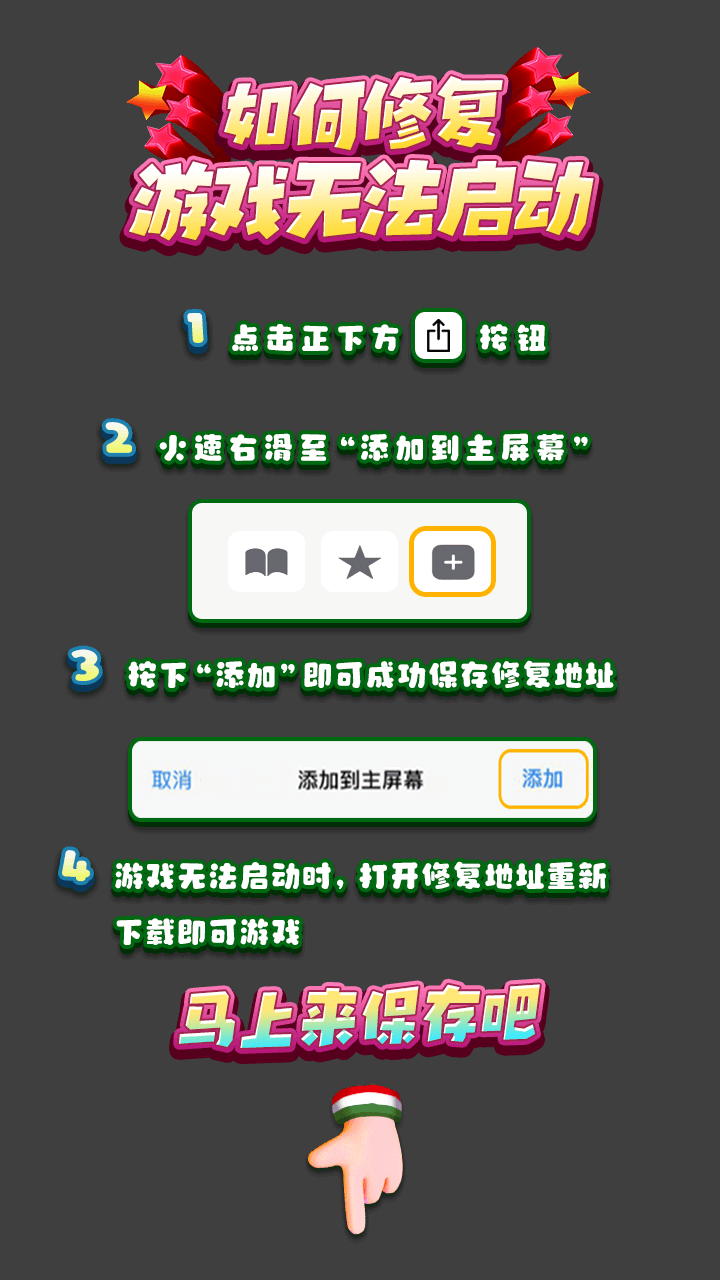 如何修复
游戏无法启动
1 点击正下方 按钮
2 火速右滑至“添加到主屏幕”
3 按下“添加”即可成功保存修复地址
取消 添加到主屏幕 添加
4 游戏无法启动时，打开修复地址重新
下载即可游戏
马上来保存吧